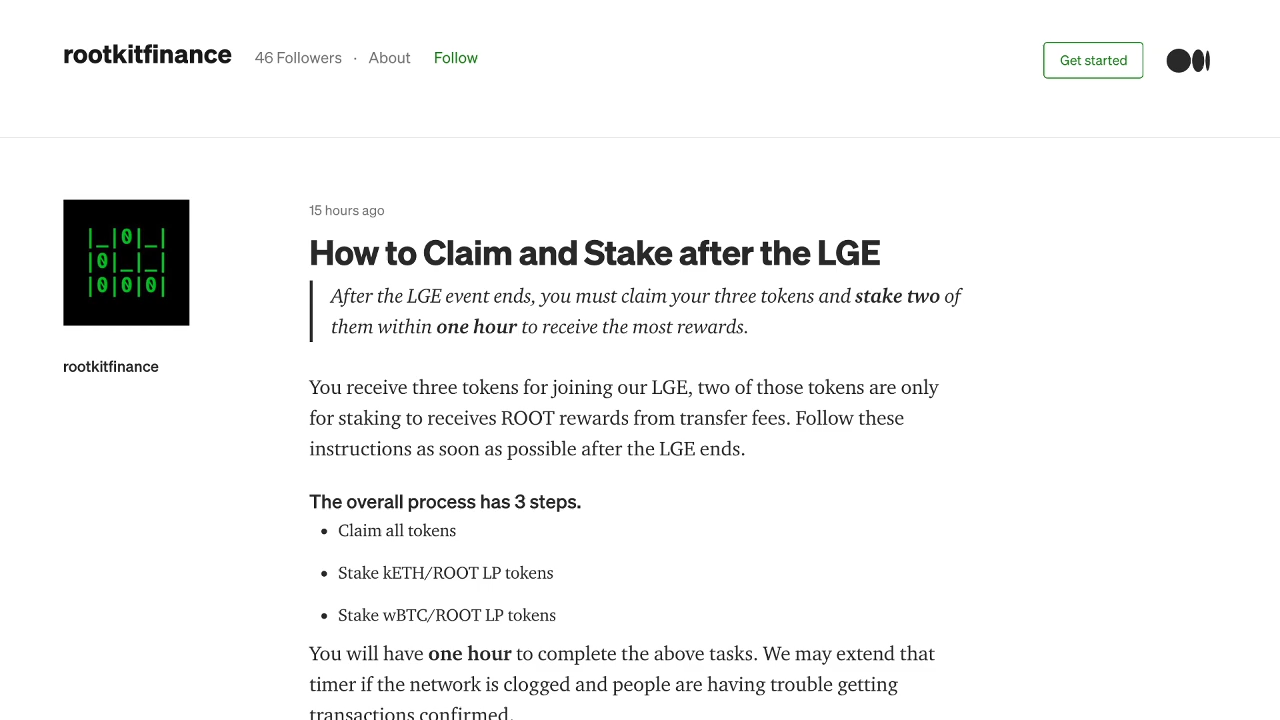 rootkitfinance 46 Followers · About Follow
Get started
|_|0|_|
|0|_|_|
|0|0|0|
rootkitfinance
15 hours ago
How to Claim and Stake after the LGE
After the LGE event ends, you must claim your three tokens and stake two of
them within one hour to receive the most rewards.
You receive three tokens for joining our LGE, two of those tokens are only
for staking to receives ROOT rewards from transfer fees. Follow these
instructions as soon as possible after the LGE ends.
The overall process has 3 steps.
• Claim all tokens
• Stake kETH/ROOT LP tokens
• Stake wBTC/ROOT LP tokens
You will have one hour to complete the above tasks. We may extend that
timer if the network is clogged and people are having trouble getting
transactions confirmed.